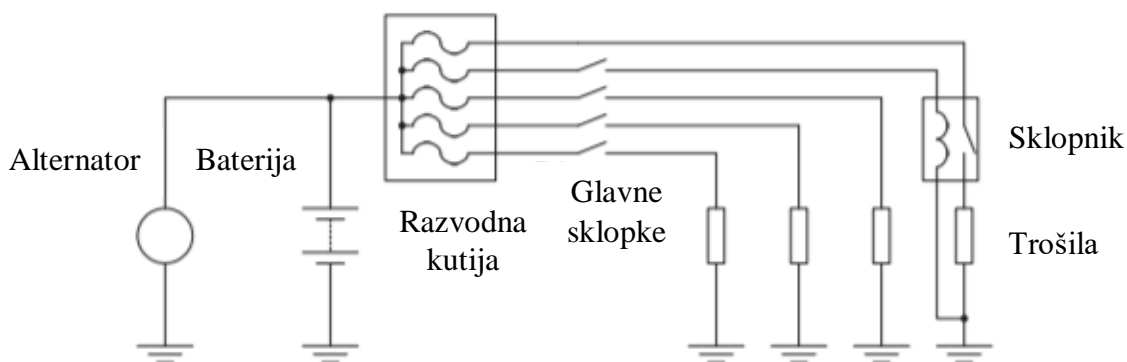 Alternator
Baterija
Razvodna
kutija
Glavne
sklopke
Sklopnik
Trošila